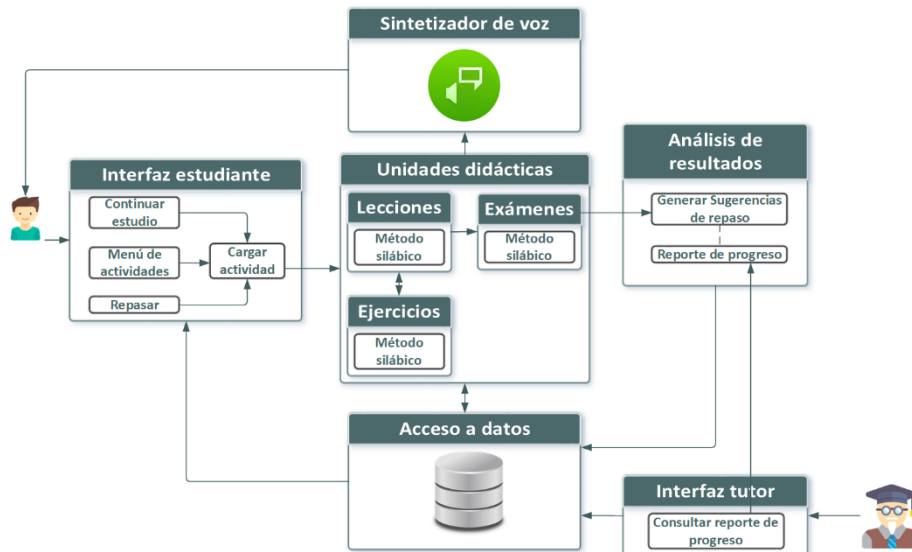 Sintetizador de voz
Interfaz estudiante
Continuar
estudio
Menú de
actividades
Repasar
Cargar
actividad
Unidades didácticas
Lecciones
Método
silábico
Exámenes
Método
silábico
Ejercicios
Método
silábico
Análisis de
resultados
Generar Sugerencias
de repaso
Reporte de progreso
Acceso a datos
Interfaz tutor
Consultar reporte de
progreso